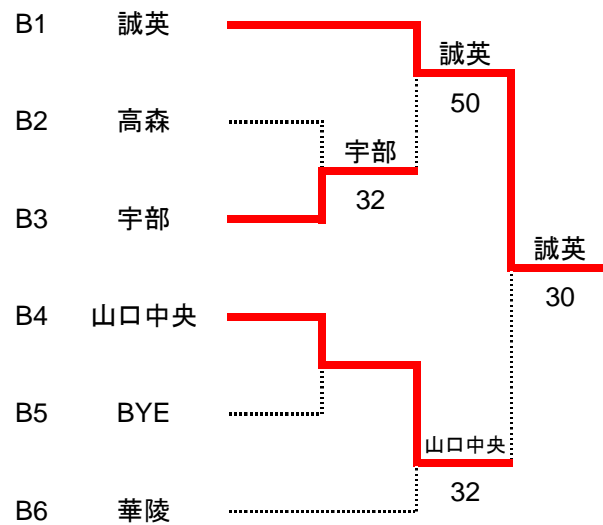 B1 誠英
誠英
50
B2 高森
宇部
32
B3 宇部
誠英
30
B4 山口中央
B5 BYE
山口中央
32
B6 華陵